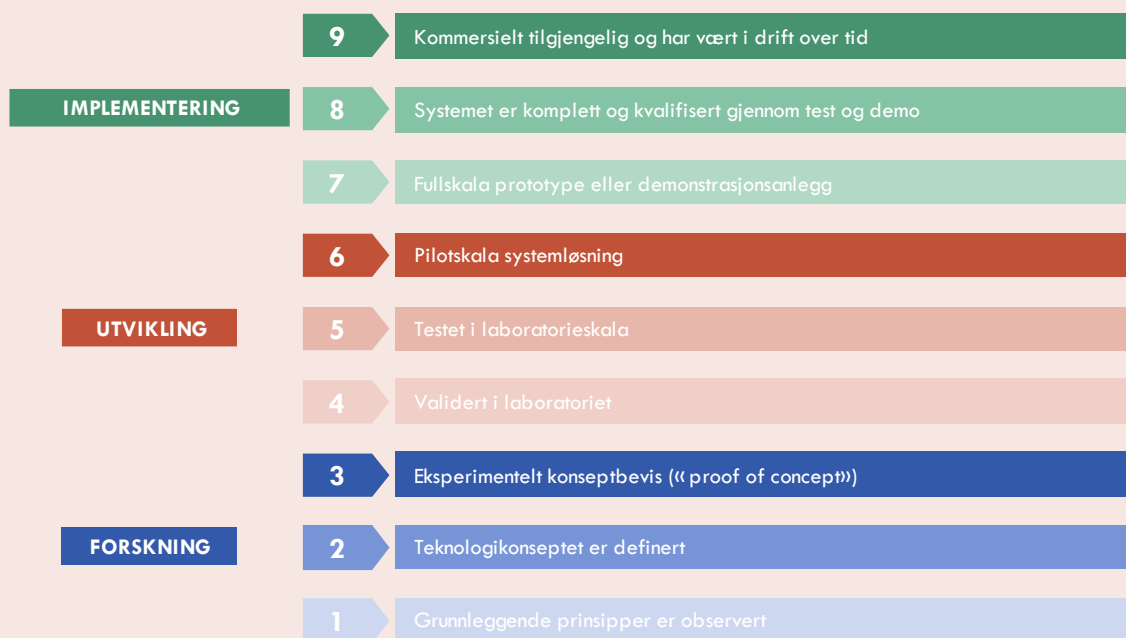 9 Kommersielt tilgjengelig og har vært i drift over tid
IMPLEMENTERING
8 Systemet er komplett og kvalifisert gjennom test og demo
7 Fullskala prototype eller demonstrasjonsanlegg
6 Pilotskala systemløsning
UTVIKLING
5 Testet i laboratorieskala
4 Validert i laboratoriet
3 Eksperimentelt konseptbevis (« proof of concept»)
FORSKNING
2 Teknologikonseptet er definert
1 Grunnleggende prinsipper er observert